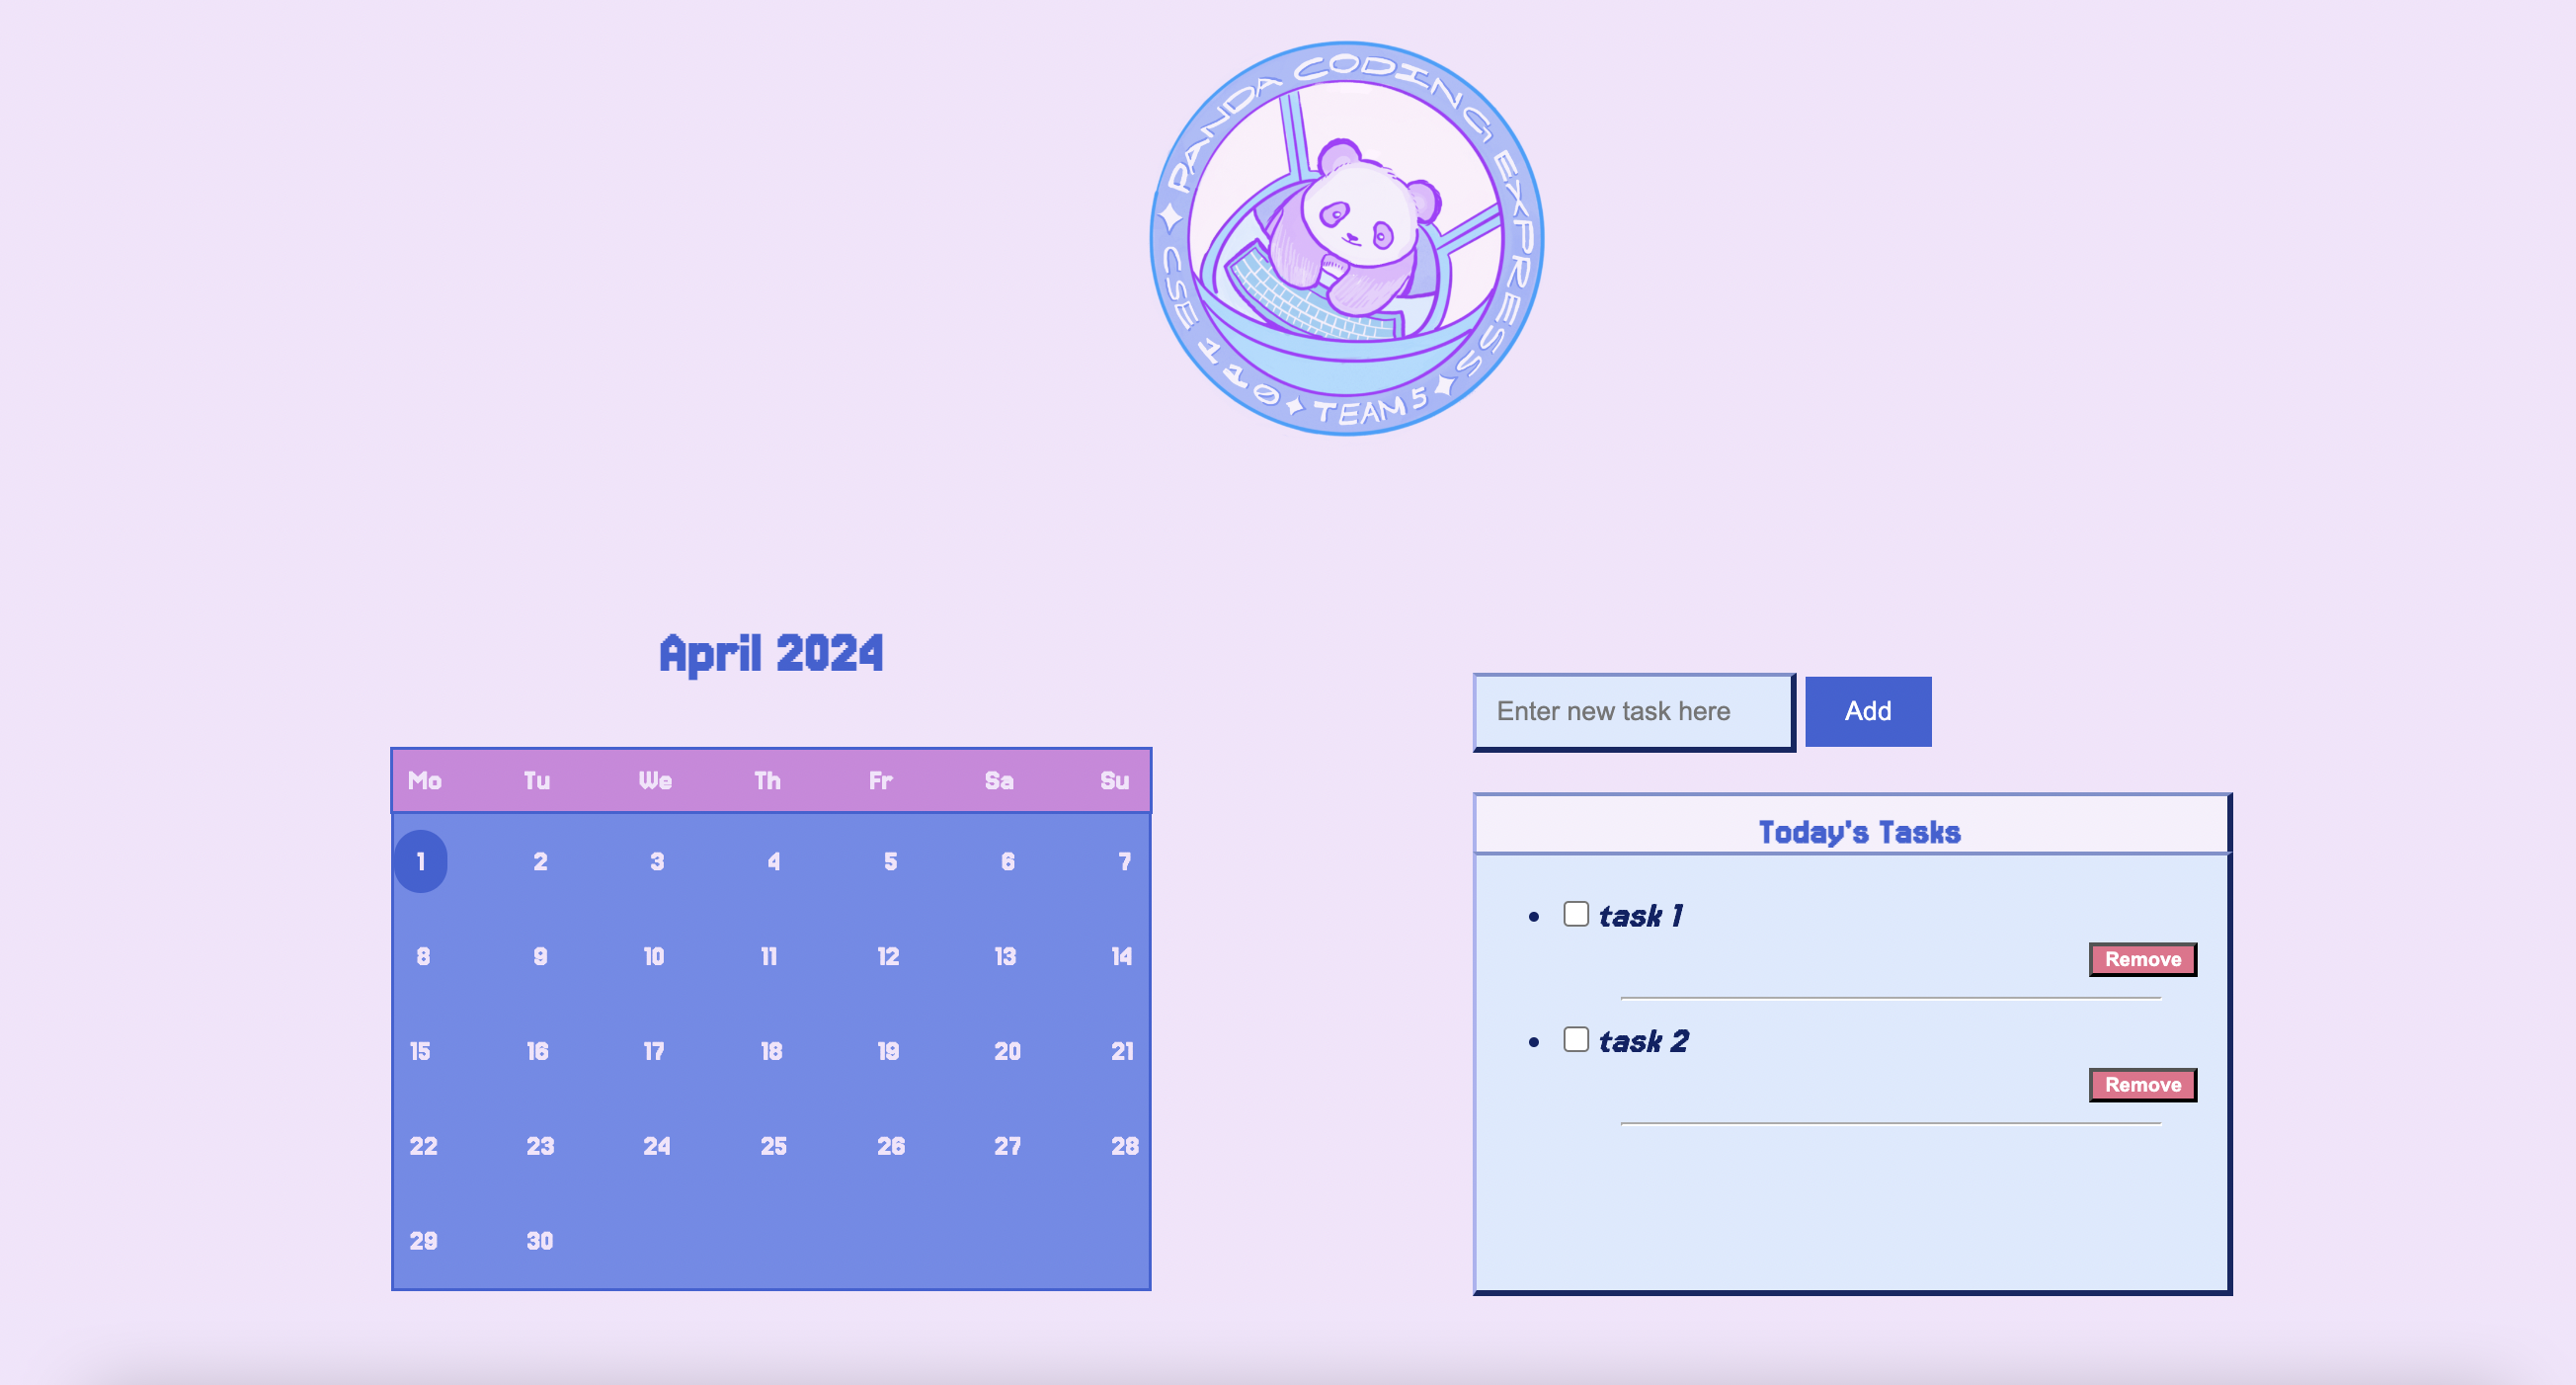 PANDA CODING EXPRESS
CSE 110
TEAM 5
April 2024
Mo Tu We Th Fr Sa Su
1 2 3 4 5 6 7
8 9 10 11 12 13 14
15 16 17 18 19 20 21
22 23 24 25 26 27 28
29 30
Enter new task here
Add
Today's Tasks
task 1
Remove
task 2
Remove